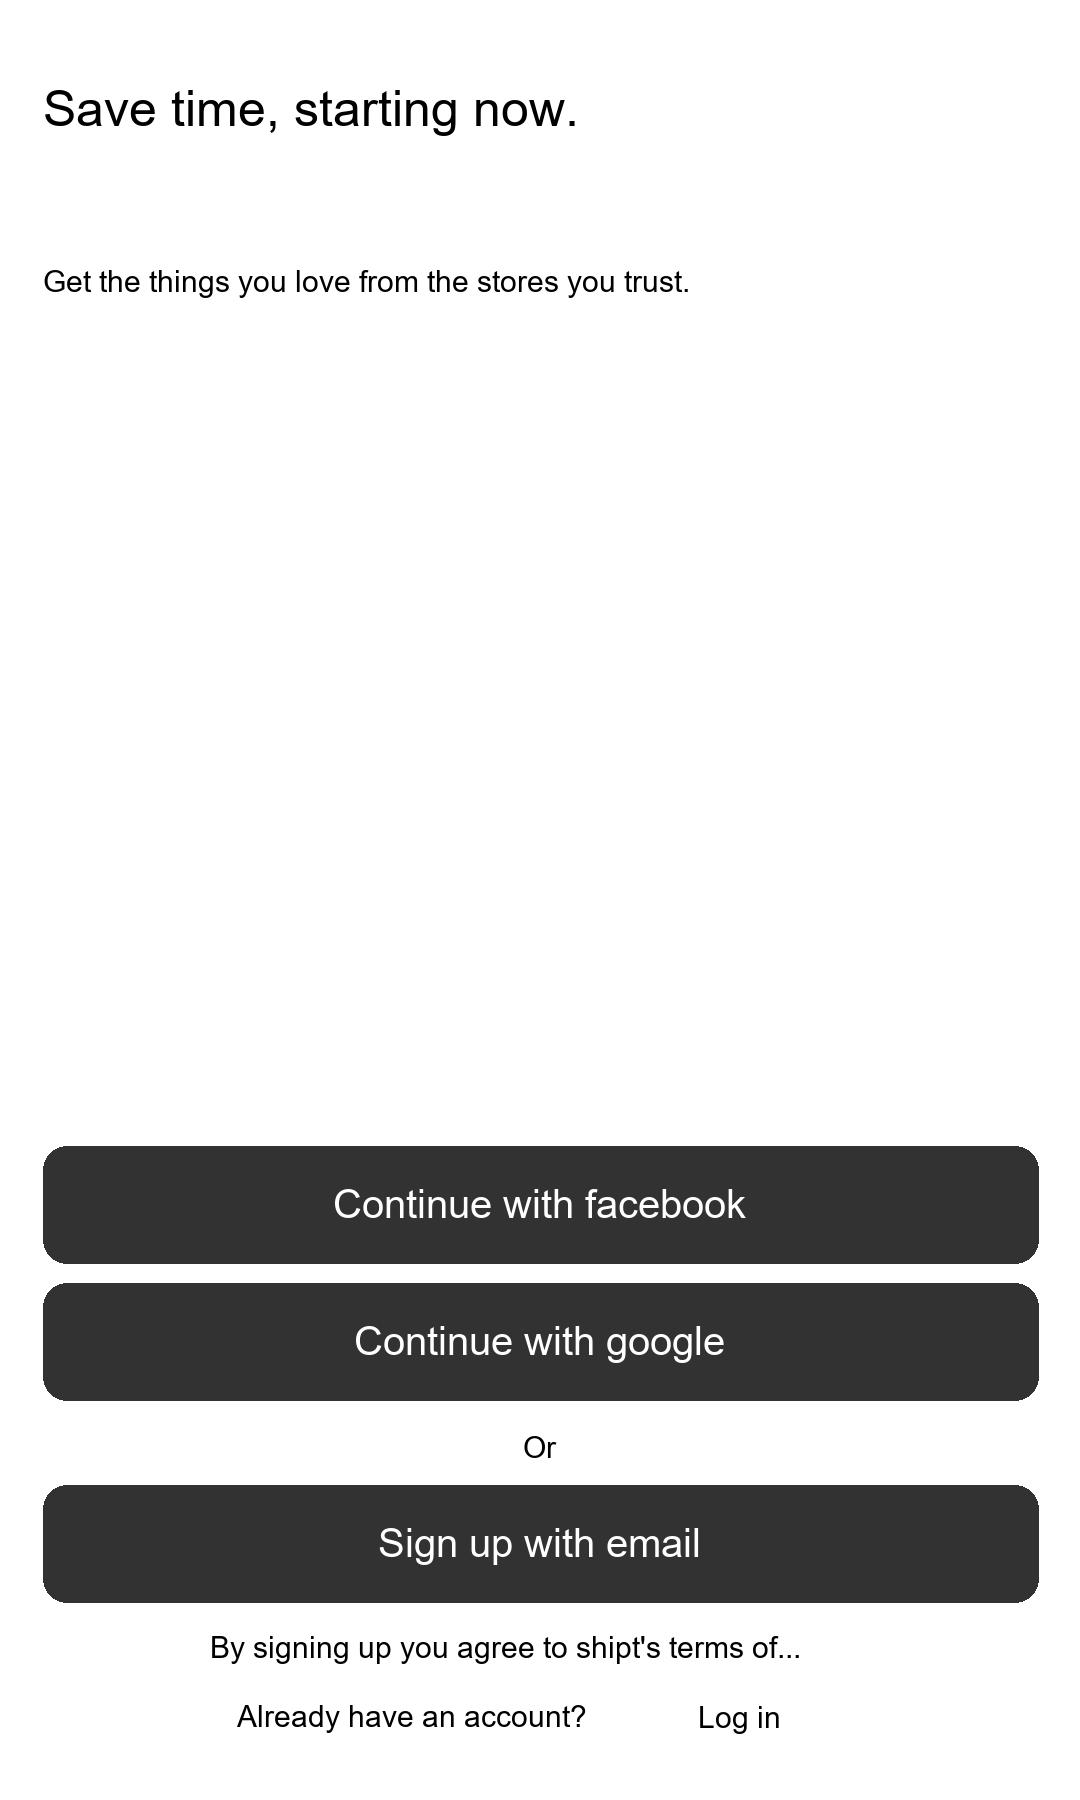 Save time, starting now.
Get the things you love from the stores you trust.
Continue with facebook
Continue with google
Or
Sign up with email
By signing up you agree to shipt's terms of...
Already have an account? Log in